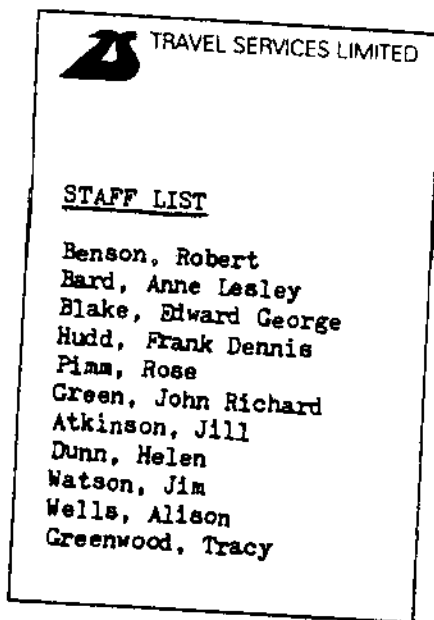 TRAVEL SERVICES LIMITED
STAFF LIST
Benson, Robert
Bard, Anne Lesley
Blake, Edward George
Hudd, Frank Dennis
Pimm, Rose
Green, John Richard
Atkinson, Jill
Dunn, Helen
Watson, Jim
Wells, Alison
Greenwood, Tracy